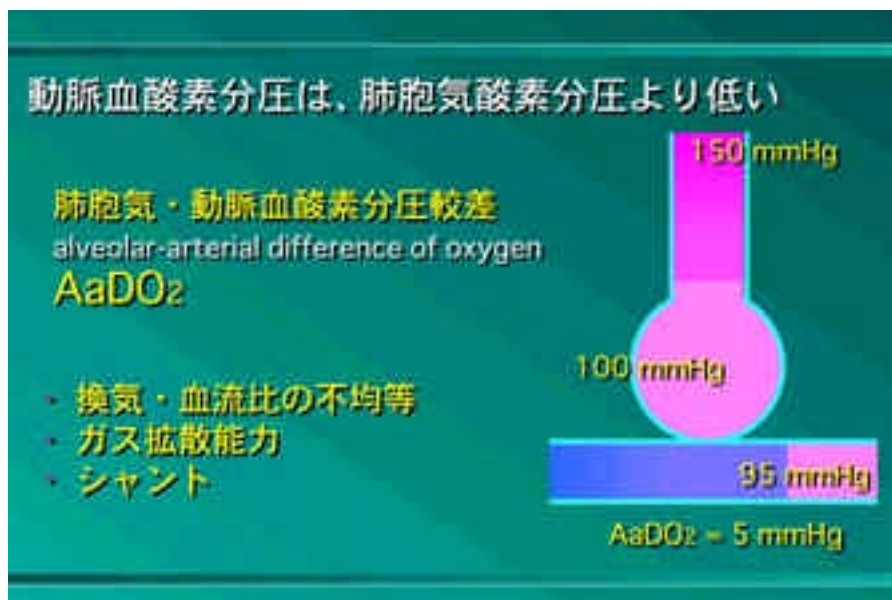 動脈血酸素分圧は、肺胞気酸素分圧より低い
150 mmHg
肺胞気・動脈血酸素分圧較差
alveolar-arterial difference of oxygen
AaDO2
100 mmHg
・ 換気・血流比の不均等
・ ガス拡散能力
・ シャント
95 mmHg
AaDO2 = 5 mmHg